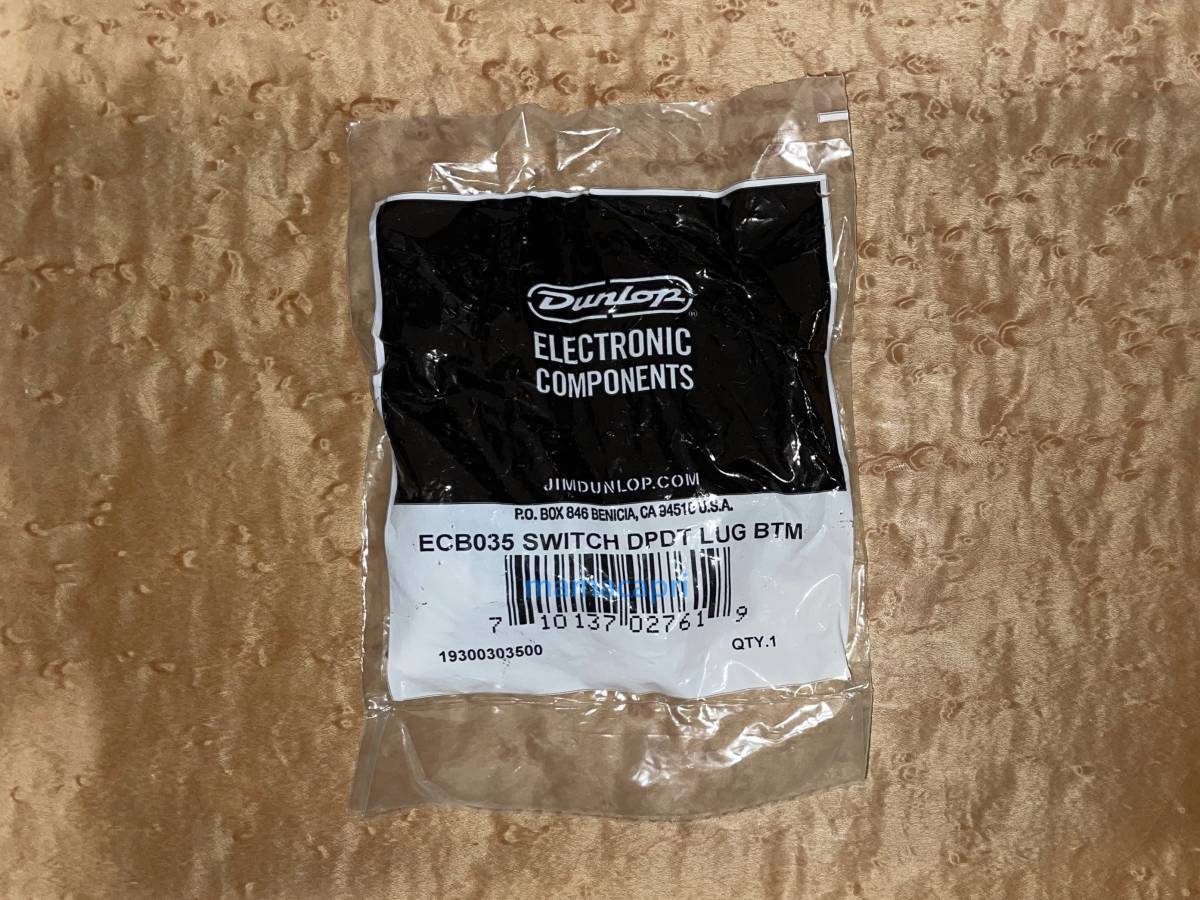 Dunlop
ELECTRONIC
COMPONENTS
JIMDUNLOP.COM
P.O. BOX 846 BENICIA, CA 94510 U.S.A.
ECB035 SWITCH DPDT LUG BTM
mamacapri
7 10137 02761 9
19300303500
QTY.1